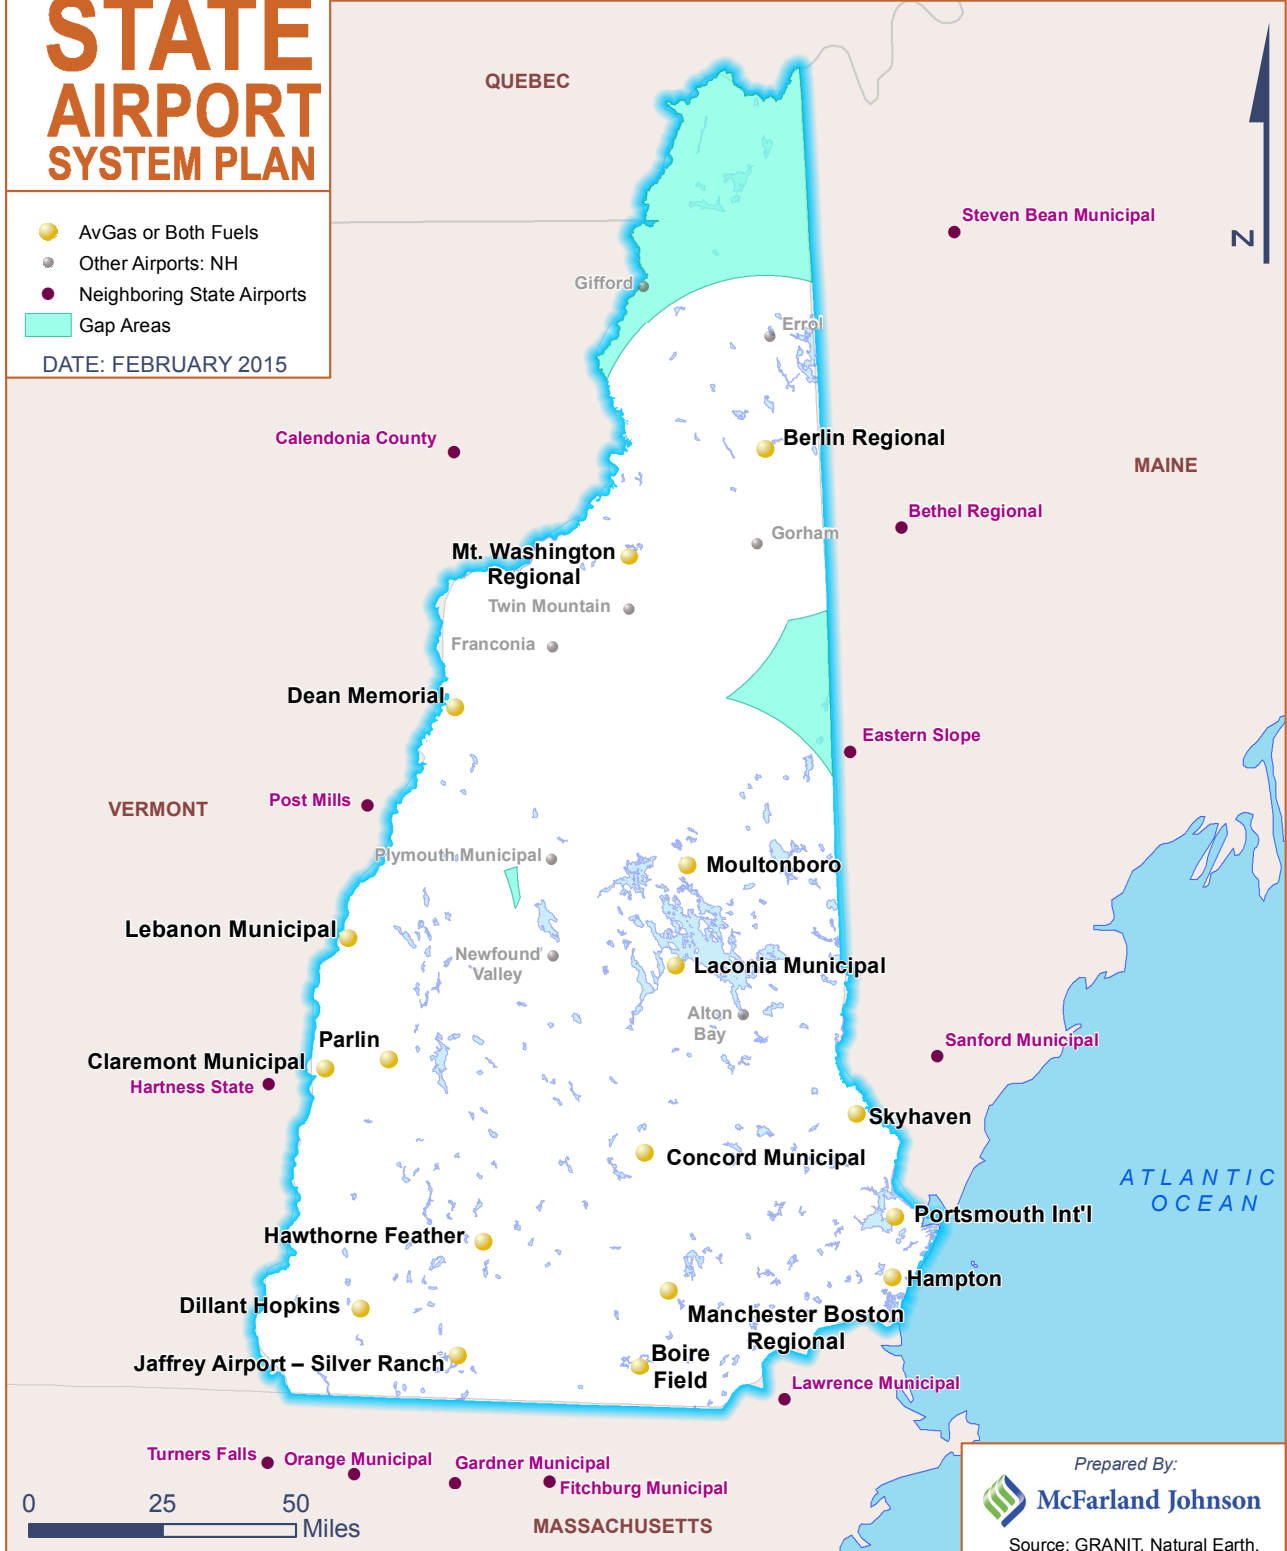 STATE
AIRPORT
SYSTEM PLAN
AvGas or Both Fuels
Other Airports: NH
Neighboring State Airports
Gap Areas
DATE: FEBRUARY 2015
QUEBEC
N
Steven Bean Municipal
Gifford
Errol
Calendonia County
Berlin Regional
MAINE
Bethel Regional
Gorham
Mt. Washington
Regional
Twin Mountain
Franconia
Dean Memorial
Eastern Slope
Post Mills
VERMONT
Plymouth Municipal
Moultonboro
Lebanon Municipal
Newfound
Valley
Laconia Municipal
Alton
Bay
Parlin
Sanford Municipal
Claremont Municipal
Hartness State
Skyhaven
Concord Municipal
ATLANTIC
OCEAN
Portsmouth Int'l
Hawthorne Feather
Hampton
Dillant Hopkins
Manchester Boston
Regional
Jaffrey Airport – Silver Ranch
Boire
Field
Lawrence Municipal
Turners Falls
Orange Municipal
Gardner Municipal
Fitchburg Municipal
0 25 50
Miles
MASSACHUSETTS
Prepared By:
McFarland Johnson
Source: GRANIT, Natural Earth,